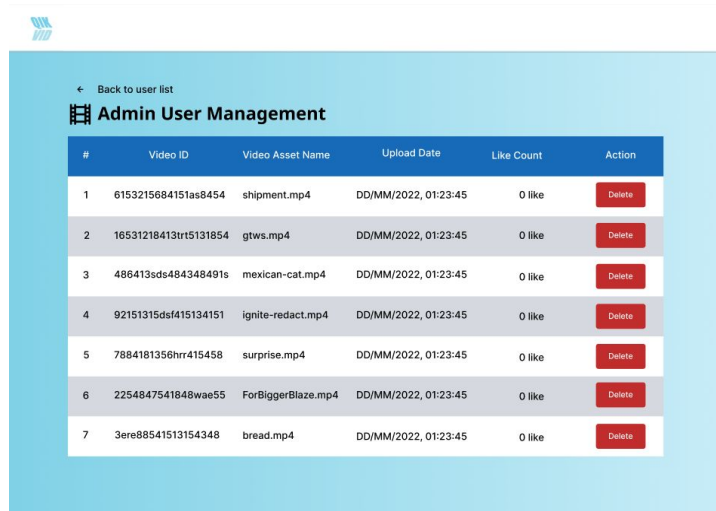 QIK
VID
← Back to user list
Admin User Management
# Video ID Video Asset Name Upload Date Like Count Action
1 6153215684151as8454 shipment.mp4 DD/MM/2022, 01:23:45 0 like Delete
2 16531218413trt5131854 gtws.mp4 DD/MM/2022, 01:23:45 0 like Delete
3 486413sds484348491s mexican-cat.mp4 DD/MM/2022, 01:23:45 0 like Delete
4 92151315dsf415134151 ignite-redact.mp4 DD/MM/2022, 01:23:45 0 like Delete
5 7884181356hrr415458 surprise.mp4 DD/MM/2022, 01:23:45 0 like Delete
6 2254847541848wae55 ForBiggerBlaze.mp4 DD/MM/2022, 01:23:45 0 like Delete
7 3ere88541513154348 bread.mp4 DD/MM/2022, 01:23:45 0 like Delete